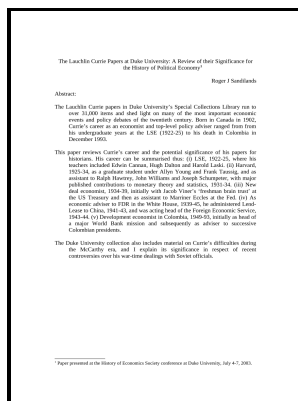 The Lauchlin Currie Papers at Duke University: A Review of their Significance for
the History of Political Economy1
Roger J Sandilands
Abstract:
The Lauchlin Currie papers in Duke University's Special Collections Library run to
over 31,000 items and shed light on many of the most important economic
events and policy debates of the twentieth century. Born in Canada in 1902,
Currie's career as an economist and top-level policy adviser ranged from from
his undergraduate years at the LSE (1922-25) to his death in Colombia in
December 1993.
This paper reviews Currie's career and the potential significance of his papers for
historians. His career can be summarised thus: (i) LSE, 1922-25, where his
teachers included Edwin Cannan, Hugh Dalton and Harold Laski. (ii) Harvard,
1925-34, as a graduate student under Allyn Young and Frank Taussig, and as
assistant to Ralph Hawtrey, John Williams and Joseph Schumpeter, with major
published contributions to monetary theory and statistics, 1931-34. (iii) New
deal economist, 1934-39, initially with Jacob Viner's 'freshman brain trust' at
the US Treasury and then as assistant to Marriner Eccles at the Fed. (iv) As
economic adviser to FDR in the White House, 1939-45, he administered Lend-
Lease to China, 1941-43, and was acting head of the Foreign Economic Service,
1943-44. (v) Development economist in Colombia, 1949-93, initially as head of
a major World Bank mission and subsequently as adviser to successive
Colombian presidents.
The Duke University collection also includes material on Currie's difficulties during
the McCarthy era, and I explain its significance in respect of recent
controversies over his war-time dealings with Soviet officials.
1 Paper presented at the History of Economics Society conference at Duke University, July 4-7, 2003.